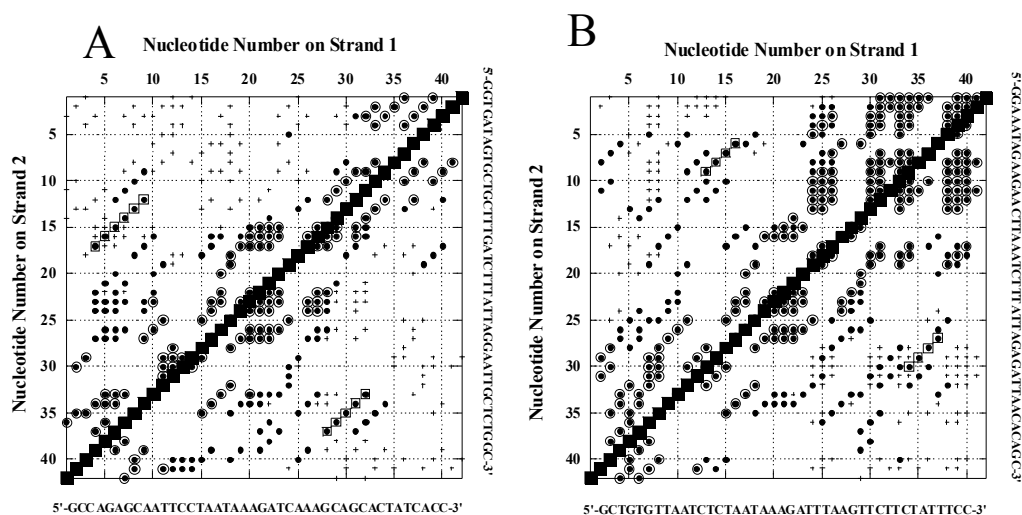 A
Nucleotide Number on Strand 1
5 10 15 20 25 30 35 40
Nucleotide Number on Strand 2
5
10
15
20
25
30
35
40
5'-GGTGATAGTGCTGCTTTGATCTTTATTAGGAATTGCTCTGGC-3'
5'-GCCAGAGCAATTCCTAATAAAGATCAAAGCAGCACTATCACC-3'
B
Nucleotide Number on Strand 1
5 10 15 20 25 30 35 40
Nucleotide Number on Strand 2
5
10
15
20
25
30
35
40
5'-GGAAATAGAAGAACTTAAATCTTTATTAGAGATTAACACAGC-3'
5'-GCTGTGTTAATCTCTAATAAAGATTTAAGTTCTTCTATTTCC-3'